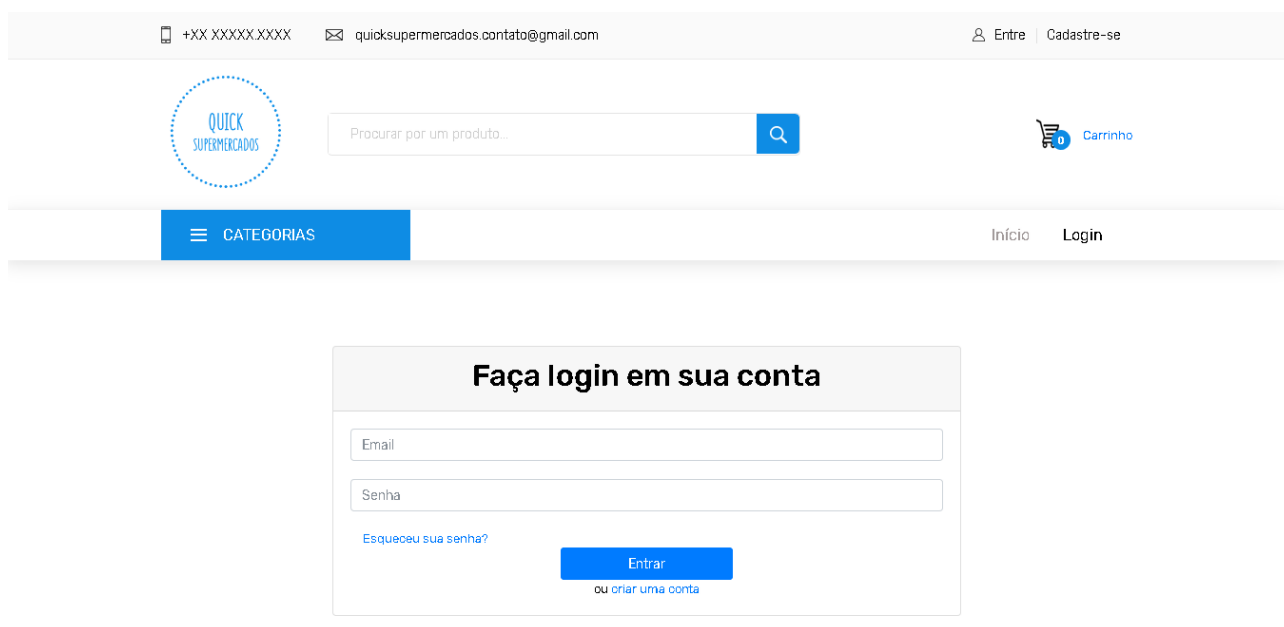 +XX XXXXX.XXXX quicksupermercados.contato@gmail.com Entre Cadastre-se
QUICK
SUPERMERCADOS
Procurar por um produto...
0 Carrinho
CATEGORIAS Início Login
Faça login em sua conta
Email
Senha
Esqueceu sua senha?
Entrar
ou criar uma conta